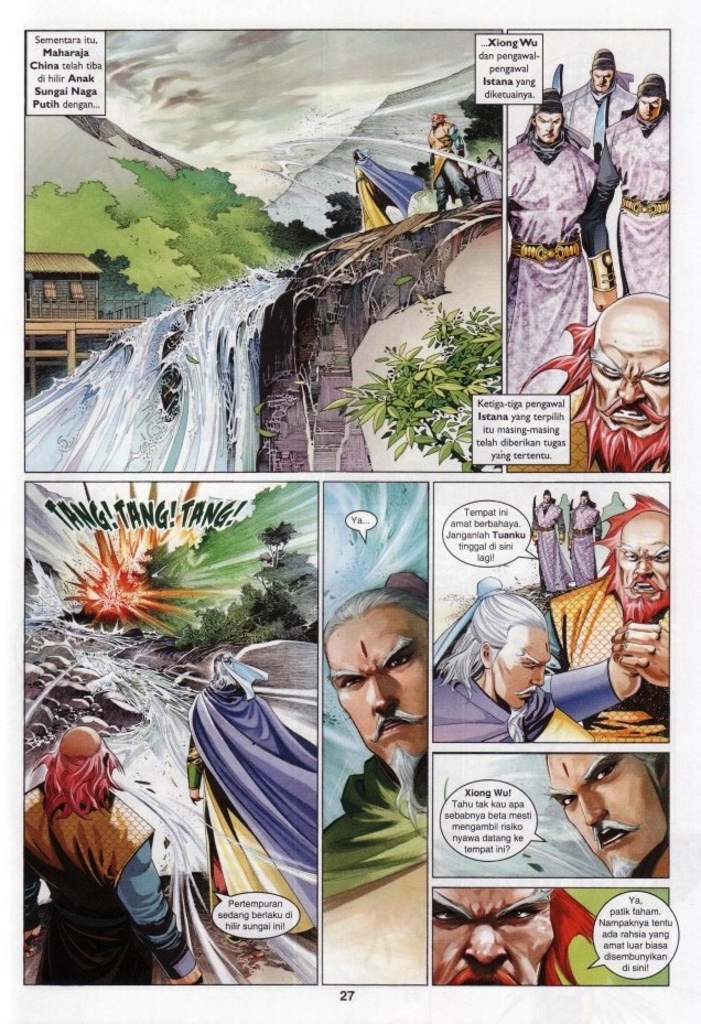 Sementara itu,
Maharaja
China telah tiba
di hilir Anak
Sungai Naga
Putih dengan...
...Xiong Wu
dan pengawal-
pengawal
Istana yang
diketuainya.
Ketiga-tiga pengawal
Istana yang terpilih
itu masing-masing
telah diberikan tugas
yang tertentu.
TANG! TANG! TANG!
Pertempuran
sedang berlaku di
hilir sungai ini!
Ya...
Tempat ini
amat berbahaya.
Janganlah Tuanku
tinggal di sini
lagi!
Xiong Wu!
Tahu tak kau apa
sebabnya beta mesti
mengambil risiko
nyawa datang ke
tempat ini?
Ya,
patik faham.
Nampaknya tentu
ada rahsia yang
amat luar biasa
disembunyikan
di sini!
27